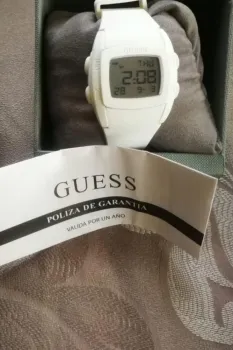 2:08
GUESS
POLIZA DE GARANTIA
VALIDA POR UN AÑO